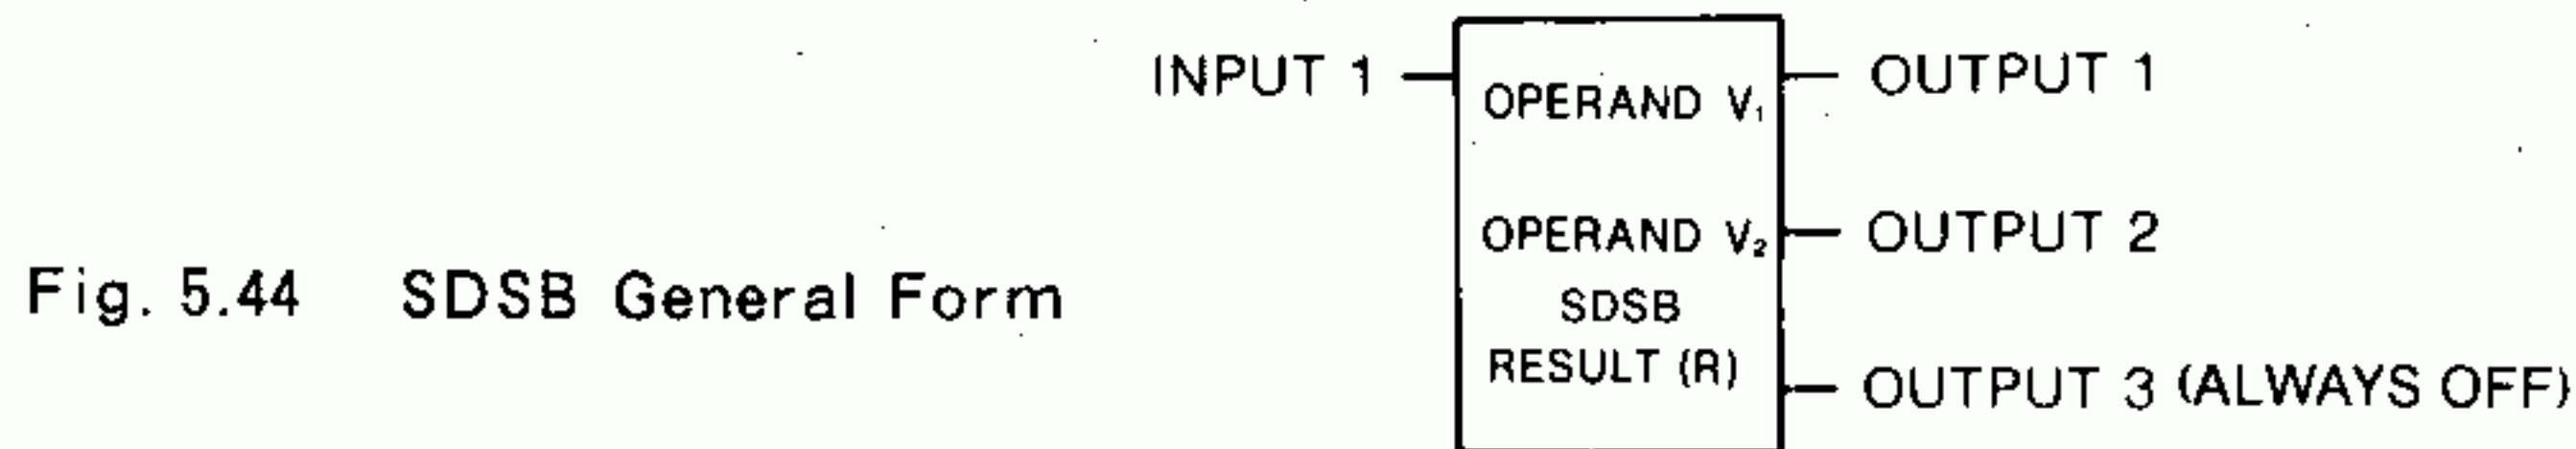 INPUT 1
OPERAND V₁
OUTPUT 1
OPERAND V₂
OUTPUT 2
Fig. 5.44 SDSB General Form
SDSB
RESULT (R)
OUTPUT 3 (ALWAYS OFF)